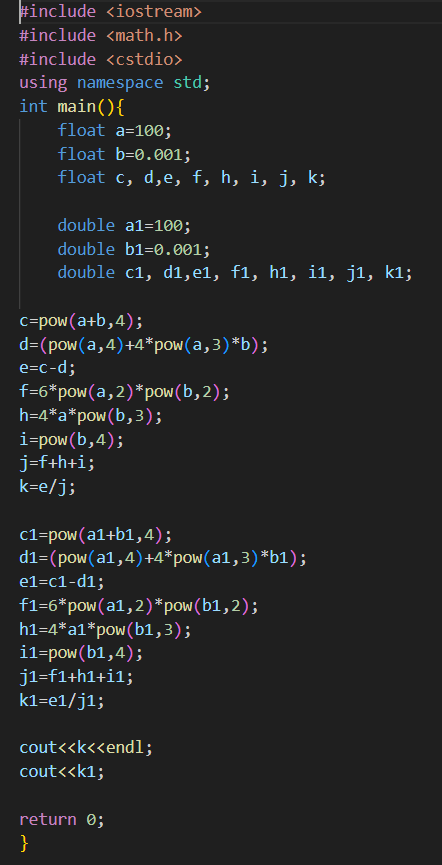 #include <iostream>
#include <math.h>
#include <cstdio>
using namespace std;
int main(){
    float a=100;
    float b=0.001;
    float c, d,e, f, h, i, j, k;

    double a1=100;
    double b1=0.001;
    double c1, d1,e1, f1, h1, i1, j1, k1;

c=pow(a+b,4);
d=(pow(a,4)+4*pow(a,3)*b);
e=c-d;
f=6*pow(a,2)*pow(b,2);
h=4*a*pow(b,3);
i=pow(b,4);
j=f+h+i;
k=e/j;

c1=pow(a1+b1,4);
d1=(pow(a1,4)+4*pow(a1,3)*b1);
e1=c1-d1;
f1=6*pow(a1,2)*pow(b1,2);
h1=4*a1*pow(b1,3);
i1=pow(b1,4);
j1=f1+h1+i1;
k1=e1/j1;

cout<<k<<endl;
cout<<k1;

return 0;
}